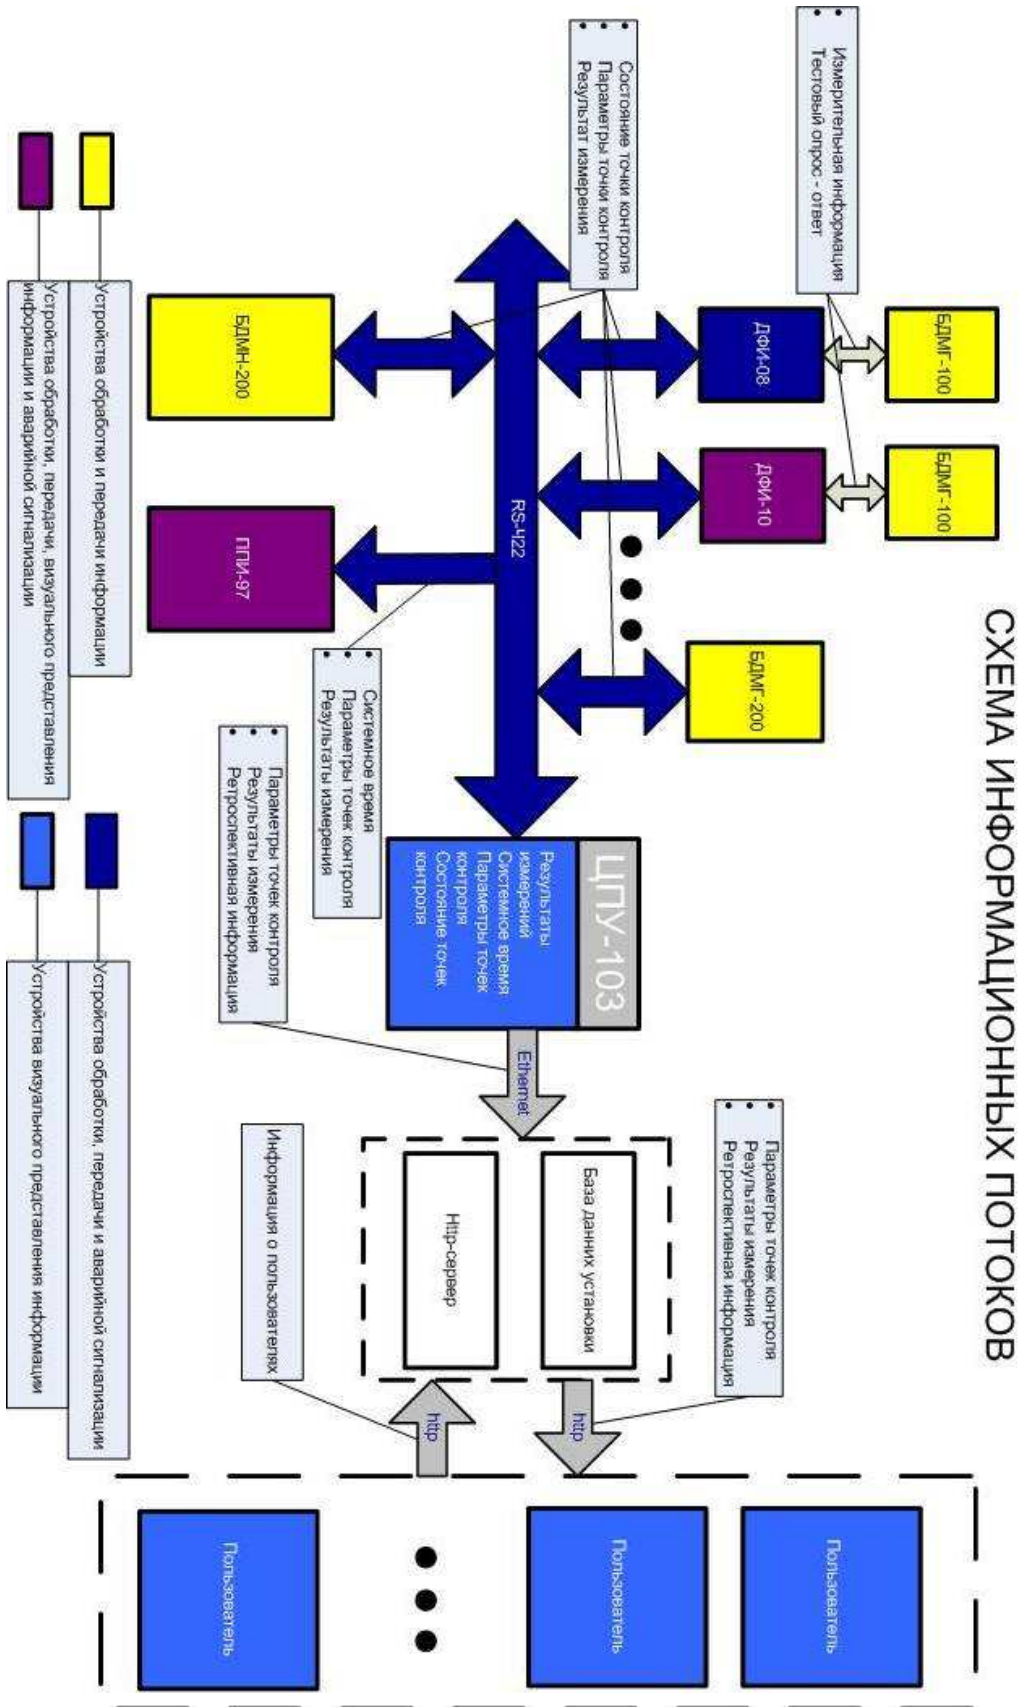 СХЕМА ИНФОРМАЦИОННЫХ ПОТОКОВ
БДМГ-100
БДМГ-100
Измерительная информация
Тестовый опрос - ответ
ДФИ-08
ДФИ-10
БДМГ-200
Состояние точки контроля
Параметры точки контроля
Результат измерения
RS-422
БДМН-200
ППИ-97
Системное время
Параметры точек контроля
Результаты измерения
ЦПУ-103
Результаты
измерений
Системное время
Параметры точек
контроля
Состояние точек
контроля
Параметры точек контроля
Результаты измерения
Ретроспективная информация
Ethernet
База данних установки
Http-сервер
Параметры точек контроля
Результаты измерения
Ретроспективная информация
http
http
Информация о пользователях
Пользователь
Пользователь
Пользователь
Устройства обработки и передачи информации
Устройства обработки, передачи, визуального представления
информации и аварийной сигнализации
Устройства обработки, передачи и аварийной сигнализации
Устройства визуального представления информации